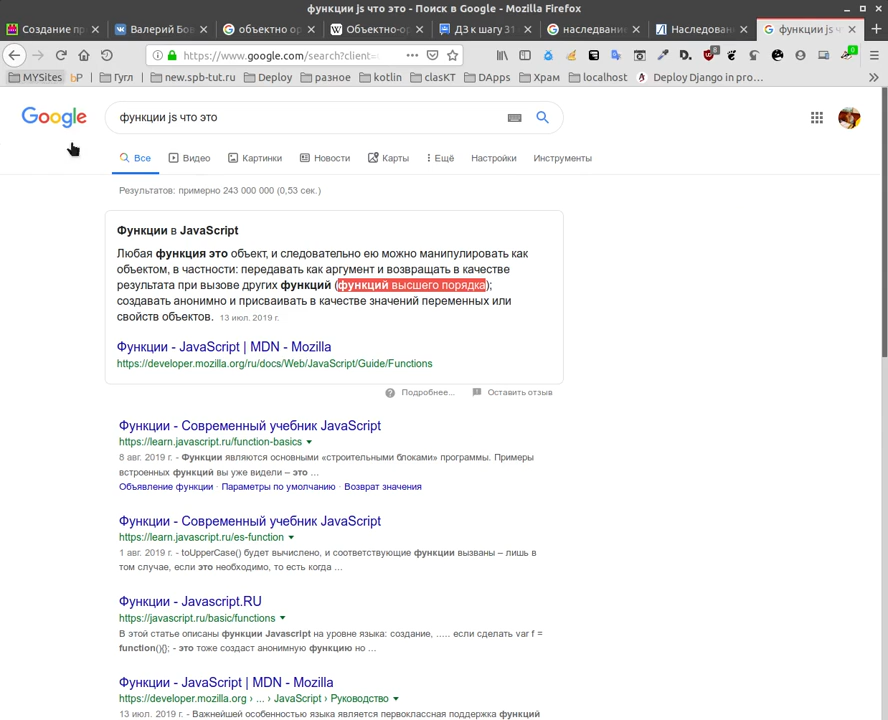 функции js что это - Поиск в Google - Mozilla Firefox
Создание пр
Валерий Бов
объектно ор
Объектно-ор
ДЗ к шагу 31
наследвание
Наследован
функции js ч
https://www.google.com/search?client=
MYSites
Гугл
new.spb-tut.ru
Deploy
разное
kotlin
clasKT
DApps
Храм
localhost
Deploy Django in pro…
Google
функции js что это
Все
Видео
Картинки
Новости
Карты
Ещё
Настройки
Инструменты
Результатов: примерно 243 000 000 (0,53 сек.)
Функции в JavaScript
Любая функция это объект, и следовательно ею можно манипулировать как
объектом, в частности: передавать как аргумент и возвращать в качестве
результата при вызове других функций (функций высшего порядка);
создавать анонимно и присваивать в качестве значений переменных или
свойств объектов. 13 июл. 2019 г.
Функции - JavaScript | MDN - Mozilla
https://developer.mozilla.org/ru/docs/Web/JavaScript/Guide/Functions
Подробнее...
Оставить отзыв
Функции - Современный учебник JavaScript
https://learn.javascript.ru/function-basics
8 авг. 2019 г. - Функции являются основными «строительными блоками» программы. Примеры
встроенных функций вы уже видели – это ...
Объявление функции · Параметры по умолчанию · Возврат значения
Функции - Современный учебник JavaScript
https://learn.javascript.ru/es-function
1 авг. 2019 г. - toUpperCase() будет вычислено, и соответствующие функции вызваны – лишь в
том случае, если это необходимо, то есть когда ...
Функции - Javascript.RU
https://javascript.ru/basic/functions
В этой статье описаны функции Javascript на уровне языка: создание, ..... если сделать var f =
function(){}; - это тоже создаст анонимную функцию но ...
Функции - JavaScript | MDN - Mozilla
https://developer.mozilla.org › ... › JavaScript › Руководство
13 июл. 2019 г. - Важнейшей особенностью языка является первоклассная поддержка функций